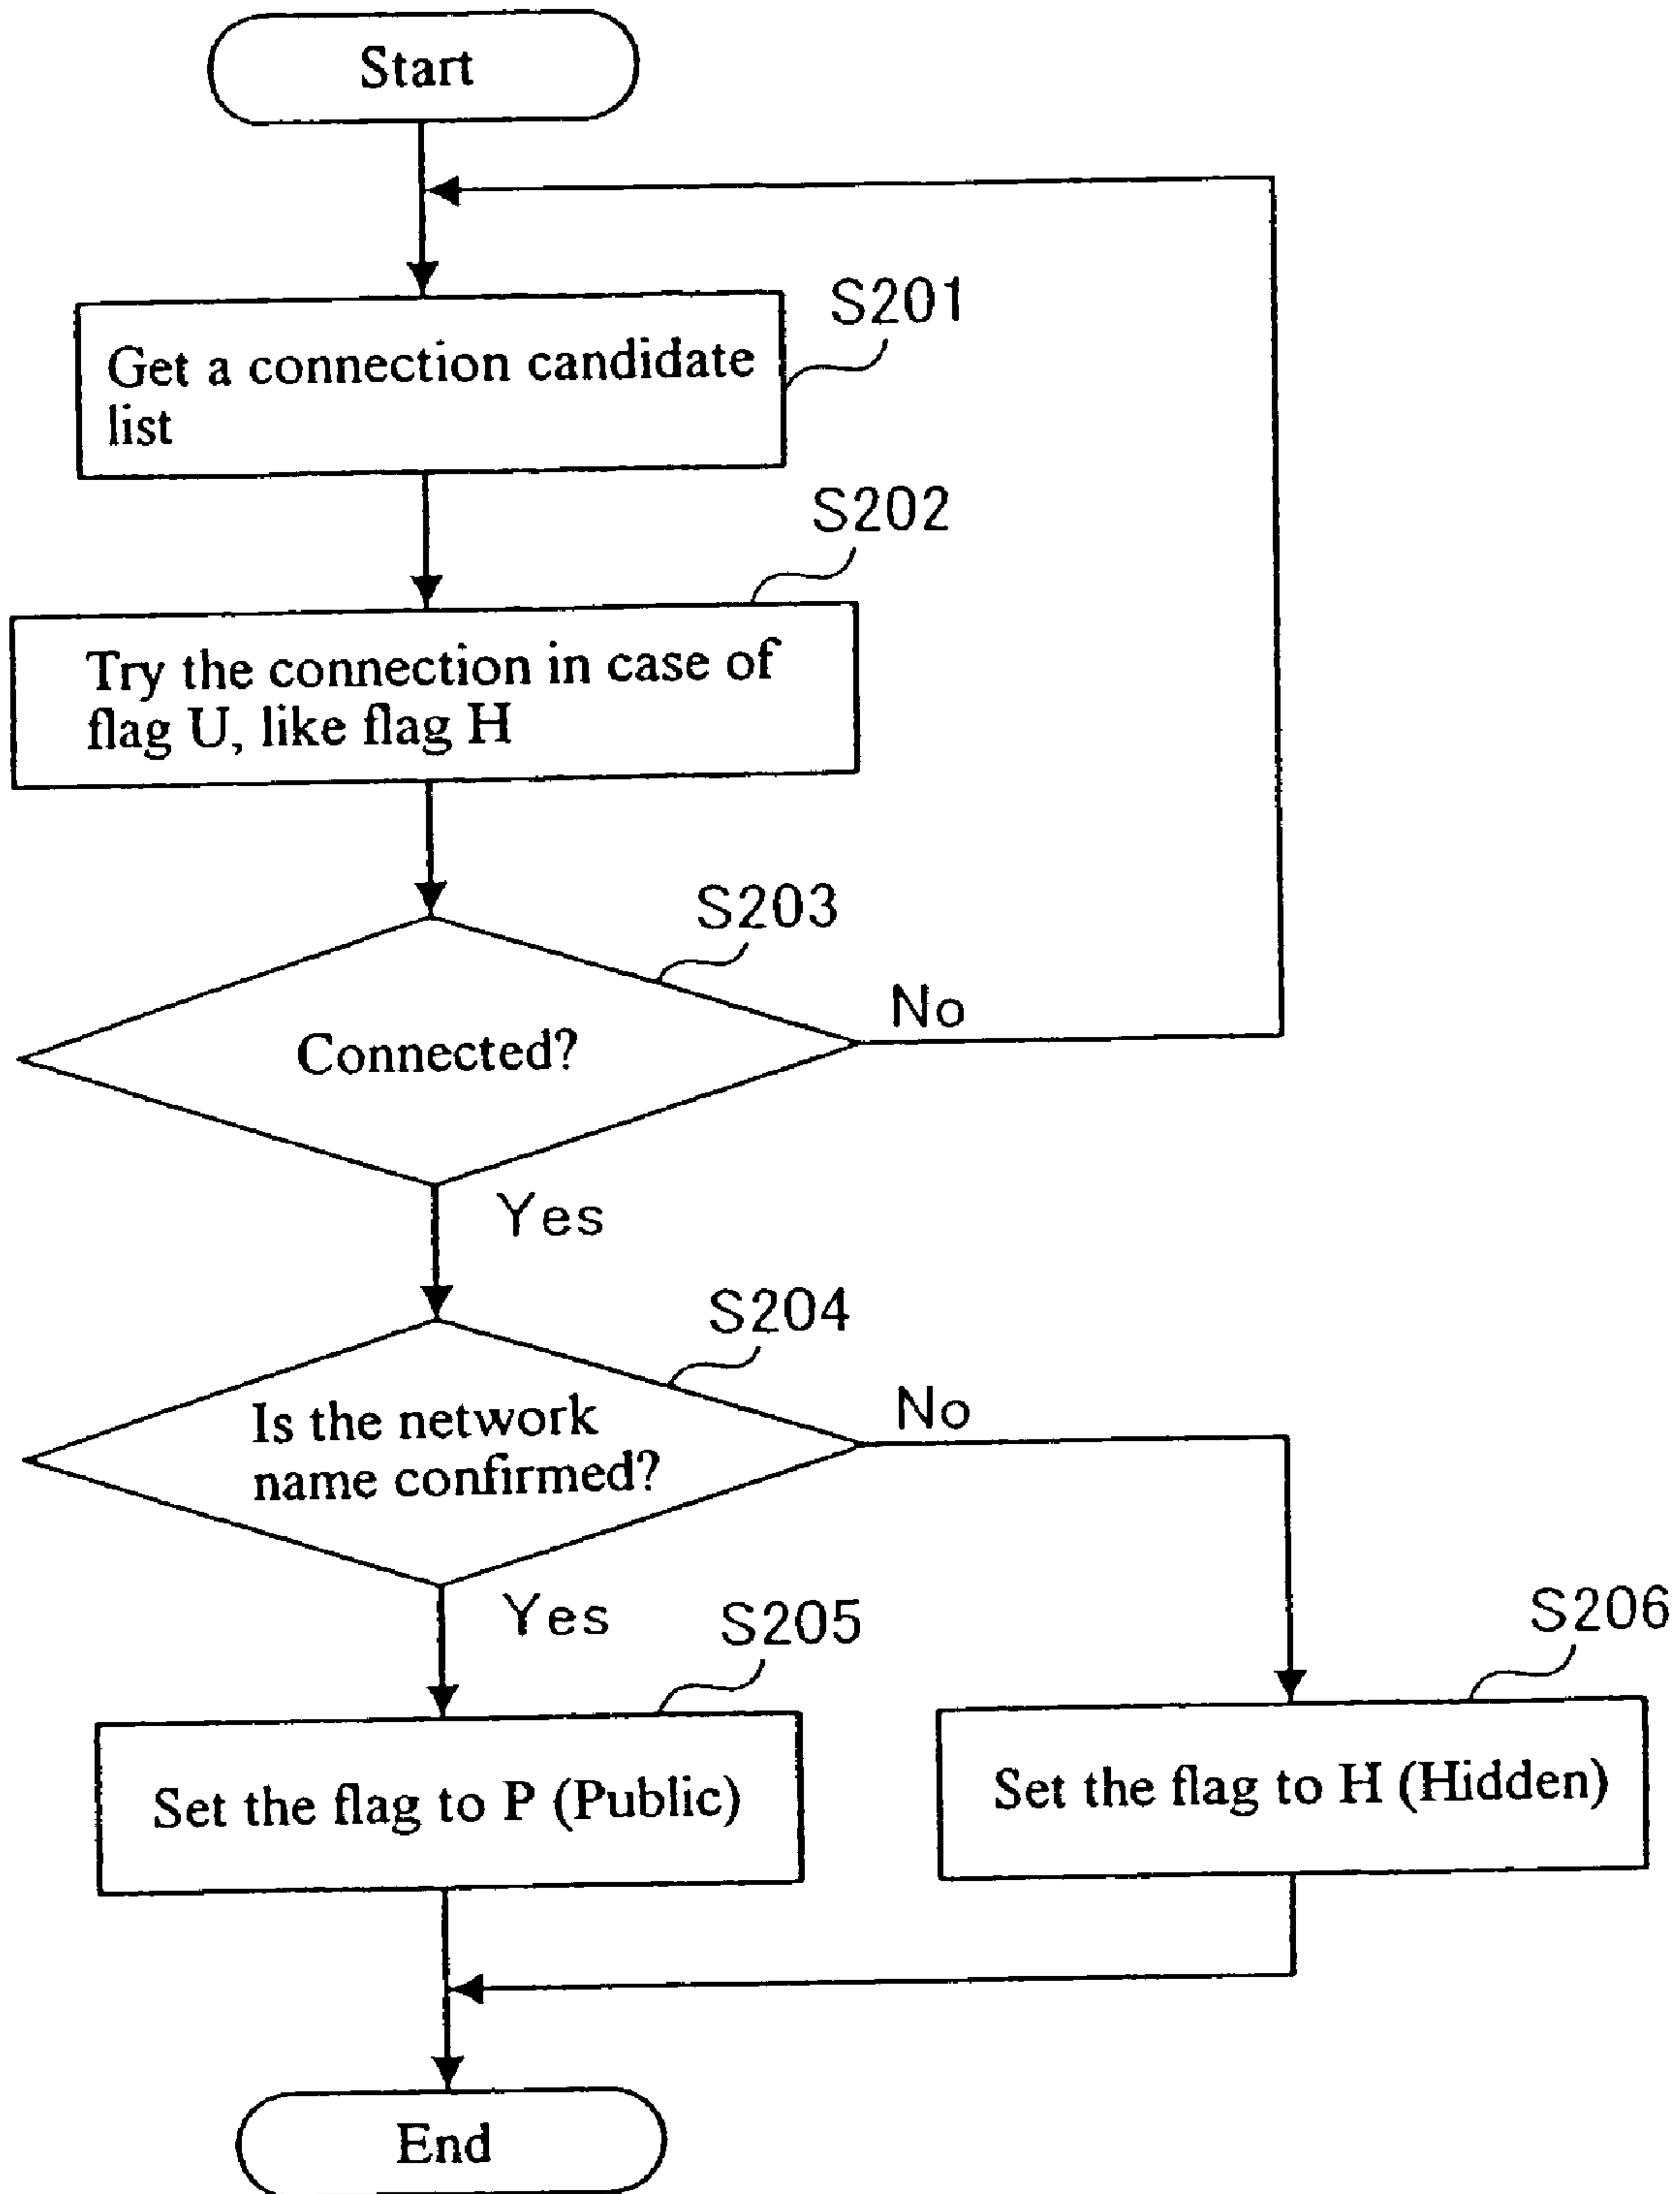 Start
S201
Get a connection candidate
list
S202
Try the connection in case of
flag U, like flag H
S203
Connected?
No
Yes
S204
Is the network
name confirmed?
No
Yes
S205
Set the flag to P (Public)
S206
Set the flag to H (Hidden)
End